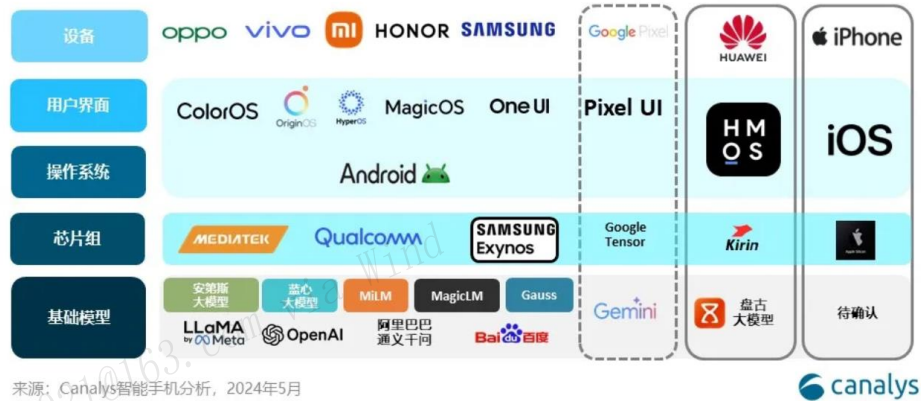 设备
oppo
vivo
mi
HONOR
SAMSUNG
Google Pixel
HUAWEI
iPhone
用户界面
ColorOS
OriginOS
HyperOS
MagicOS
One UI
Pixel UI
HM
OS
iOS
操作系统
Android
芯片组
MEDIATEK
Qualcomm
SAMSUNG
Exynos
Google
Tensor
Kirin
Apple Silicon
基础模型
安第斯
大模型
蓝心
大模型
MiLM
MagicLM
Gauss
Gemini
盘古
大模型
待确认
LLaMA
by Meta
OpenAI
阿里巴巴
通义千问
Bai du 百度
来源：Canalys智能手机分析，2024年5月
canalys